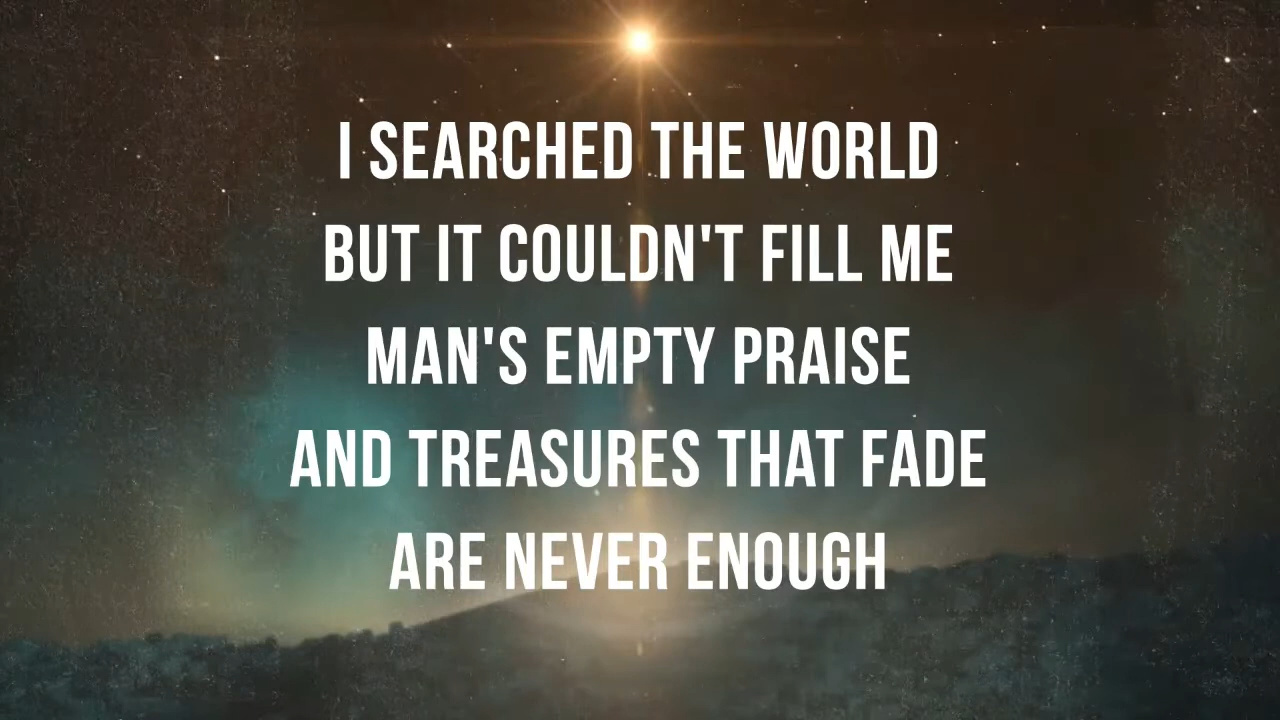 I SEARCHED THE WORLD
BUT IT COULDN'T FILL ME
MAN'S EMPTY PRAISE
AND TREASURES THAT FADE
ARE NEVER ENOUGH